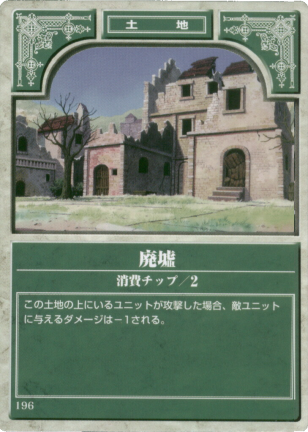 土地
廃墟
消費チップ／2
この土地の上にいるユニットが攻撃した場合、敵ユニット
に与えるダメージは−1される。
196